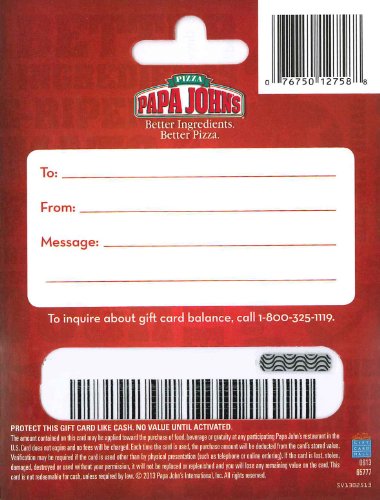 0 76750 12758 8
PIZZA
PAPA JOHNS
Better Ingredients.
Better Pizza.
To:
From:
Message:
To inquire about gift card balance, call 1-800-325-1119.
PROTECT THIS GIFT CARD LIKE CASH. NO VALUE UNTIL ACTIVATED.
The amount contained on this card may be applied toward the purchase of food, beverage or gratuity at any participating Papa John's restaurant in the
U.S. Card does not expire and no fees will be charged. Each time the card is used, the purchase amount will be deducted from the card's stored value.
Verification may be required if the card is used other than by physical presentation (such as telephone or online ordering). If the card is lost, stolen,
damaged, destroyed or used without your permission, it will not be replaced or replenished and you will lose any remaining value on the card. This
card is not redeemable for cash, unless required by law. © 2013 Papa John's International, Inc. All rights reserved.
GIFT
CARD
MALL
0613
05777
SV1302513